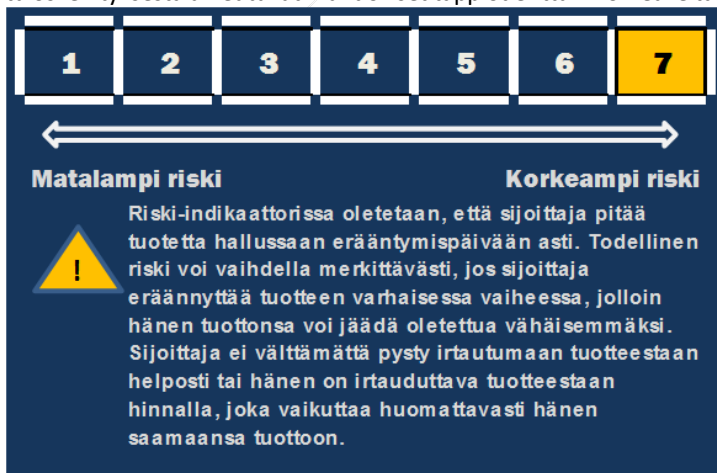 1 2 3 4 5 6 7
Matalampi riski Korkeampi riski
Riski-indikaattorissa oletetaan, että sijoittaja pitää
tuotetta hallussaan erääntymispäivään asti. Todellinen
! riski voi vaihdella merkittävästi, jos sijoittaja
eräännyttää tuotteen varhaisessa vaiheessa, jolloin
hänen tuottonsa voi jäädä oletettua vähäisemmäksi.
Sijoittaja ei välttämättä pysty irtautumaan tuotteestaan
helposti tai hänen on irtauduttava tuotteestaan
hinnalla, joka vaikuttaa huomattavasti hänen
saamaansa tuottoon.